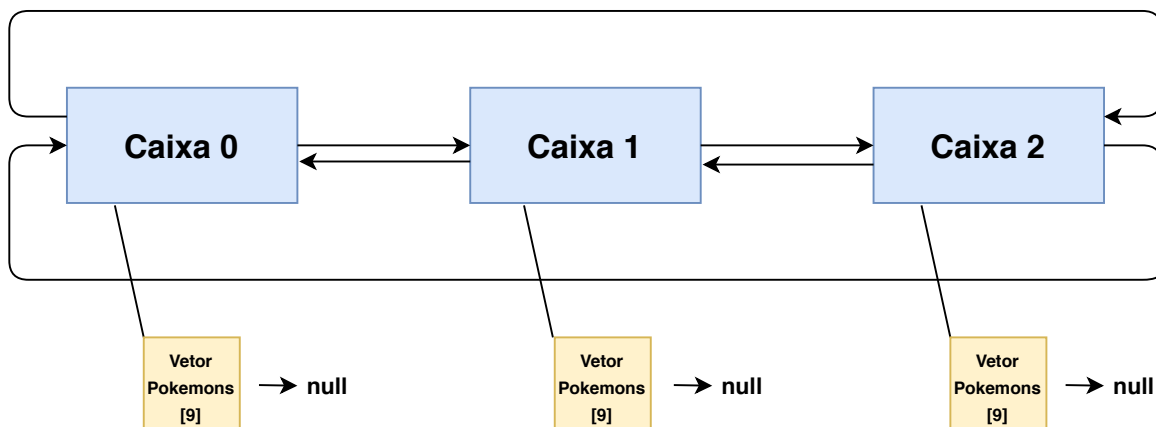 Caixa 0
Caixa 1
Caixa 2
Vetor
Pokemons
[9]
null
Vetor
Pokemons
[9]
null
Vetor
Pokemons
[9]
null